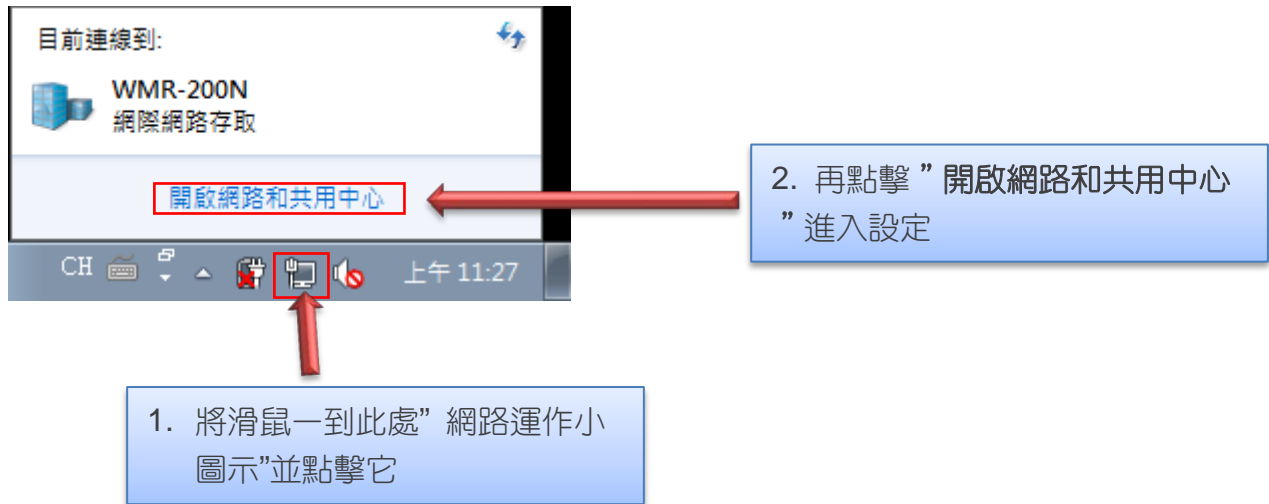 目前連線到:
WMR-200N
網際網路存取
開啟網路和共用中心
CH
上午 11:27
2. 再點擊 ” 開啟網路和共用中心
” 進入設定
1. 將滑鼠一到此處” 網路運作小
圖示”並點擊它